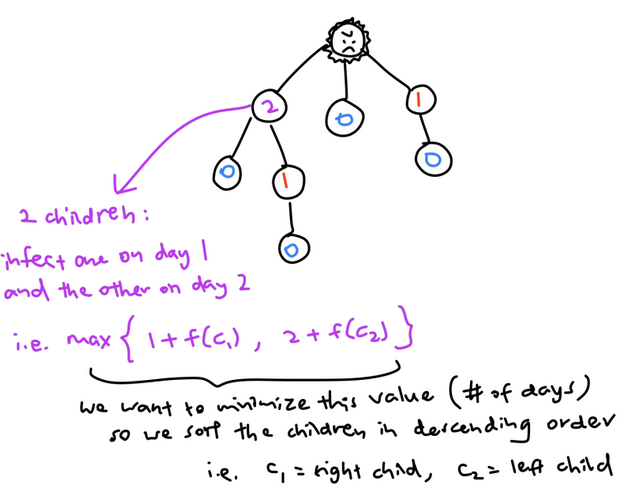 2
0
1
0
1
0
0
2 children:
infect one on day 1
and the other on day 2
i.e. max { 1+f(c₁) , 2+f(c₂) }
we want to minimize this value (# of days)
so we sort the children in descending order
i.e. c₁ = right child, c₂ = left child